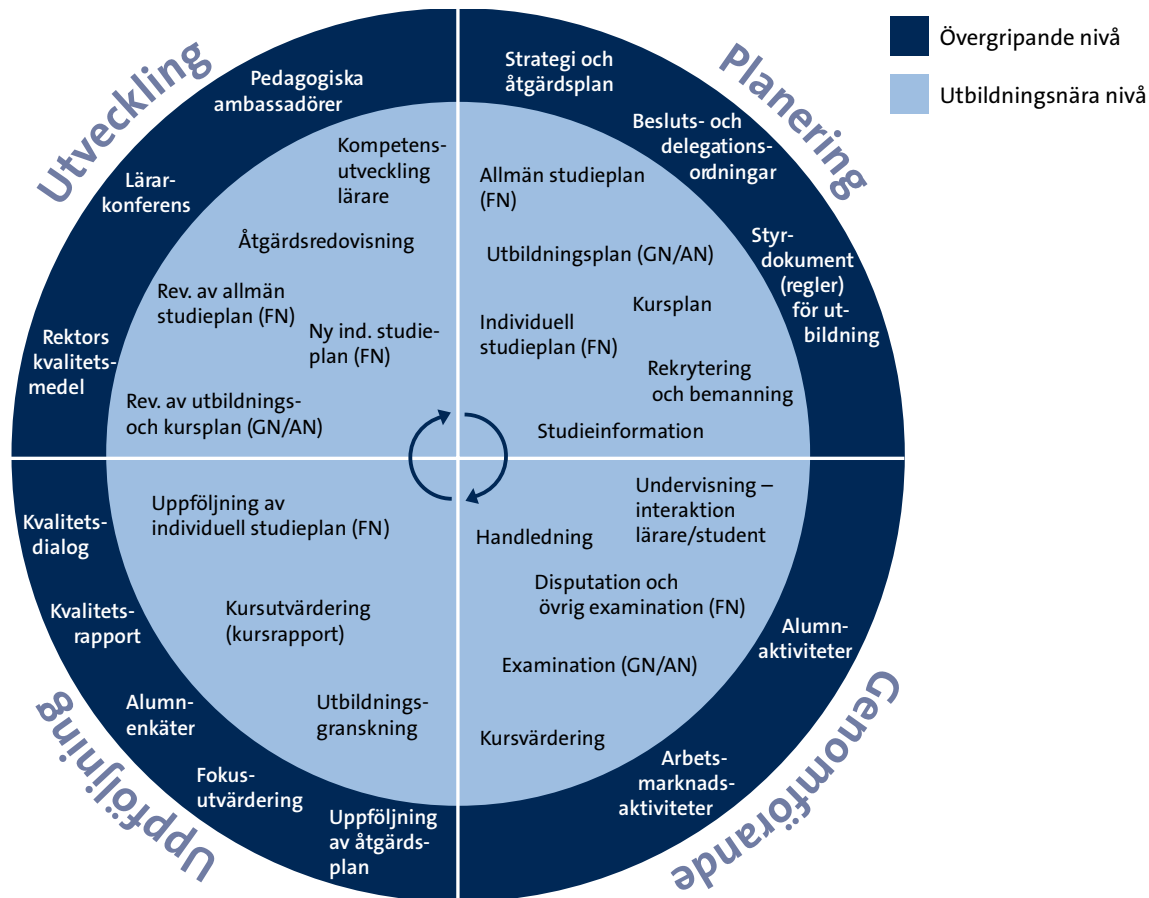 Övergripande nivå
Utbildningsnära nivå
Planering
Strategi och
åtgärdsplan
Besluts- och
delegations-
ordningar
Styr-
dokument
(regler)
för ut-
bildning
Allmän studieplan
(FN)
Utbildningsplan (GN/AN)
Kursplan
Individuell
studieplan (FN)
Rekrytering
och bemanning
Studieinformation
Genomförande
Undervisning –
interaktion
lärare/student
Handledning
Disputation och
övrig examination (FN)
Examination (GN/AN)
Kursvärdering
Alumn-
aktiviteter
Arbets-
marknads-
aktiviteter
Uppföljning
Uppföljning av
individuell studieplan (FN)
Kursutvärdering
(kursrapport)
Utbildnings-
granskning
Kvalitets-
dialog
Kvalitets-
rapport
Alumn-
enkäter
Fokus-
utvärdering
Uppföljning
av åtgärds-
plan
Utveckling
Pedagogiska
ambassadörer
Lärar-
konferens
Rektors
kvalitets-
medel
Kompetens-
utveckling
lärare
Åtgärdsredovisning
Rev. av allmän
studieplan (FN)
Ny ind. studie-
plan (FN)
Rev. av utbildnings-
och kursplan (GN/AN)